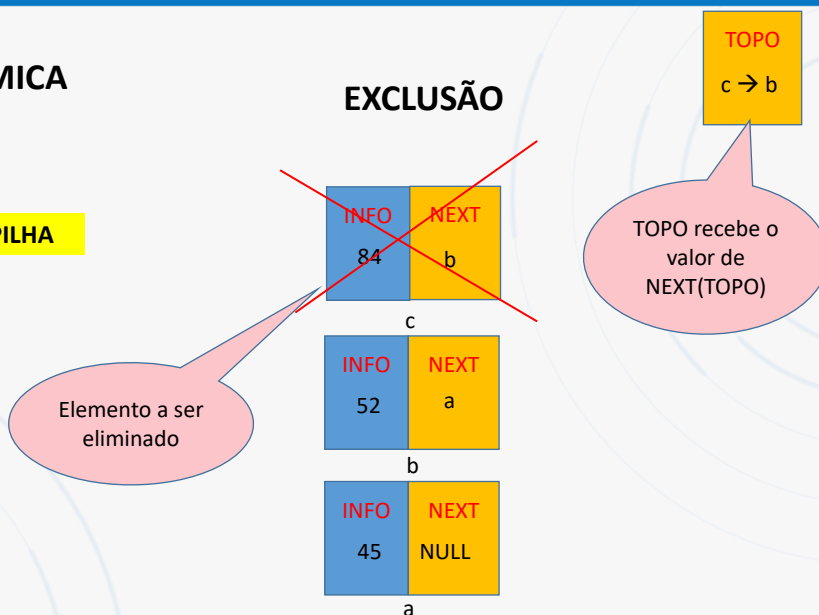 MICA
EXCLUSÃO
TOPO
c → b
PILHA
INFO NEXT
84 b
c
TOPO recebe o
valor de
NEXT(TOPO)
INFO NEXT
52 a
b
Elemento a ser
eliminado
INFO NEXT
45 NULL
a